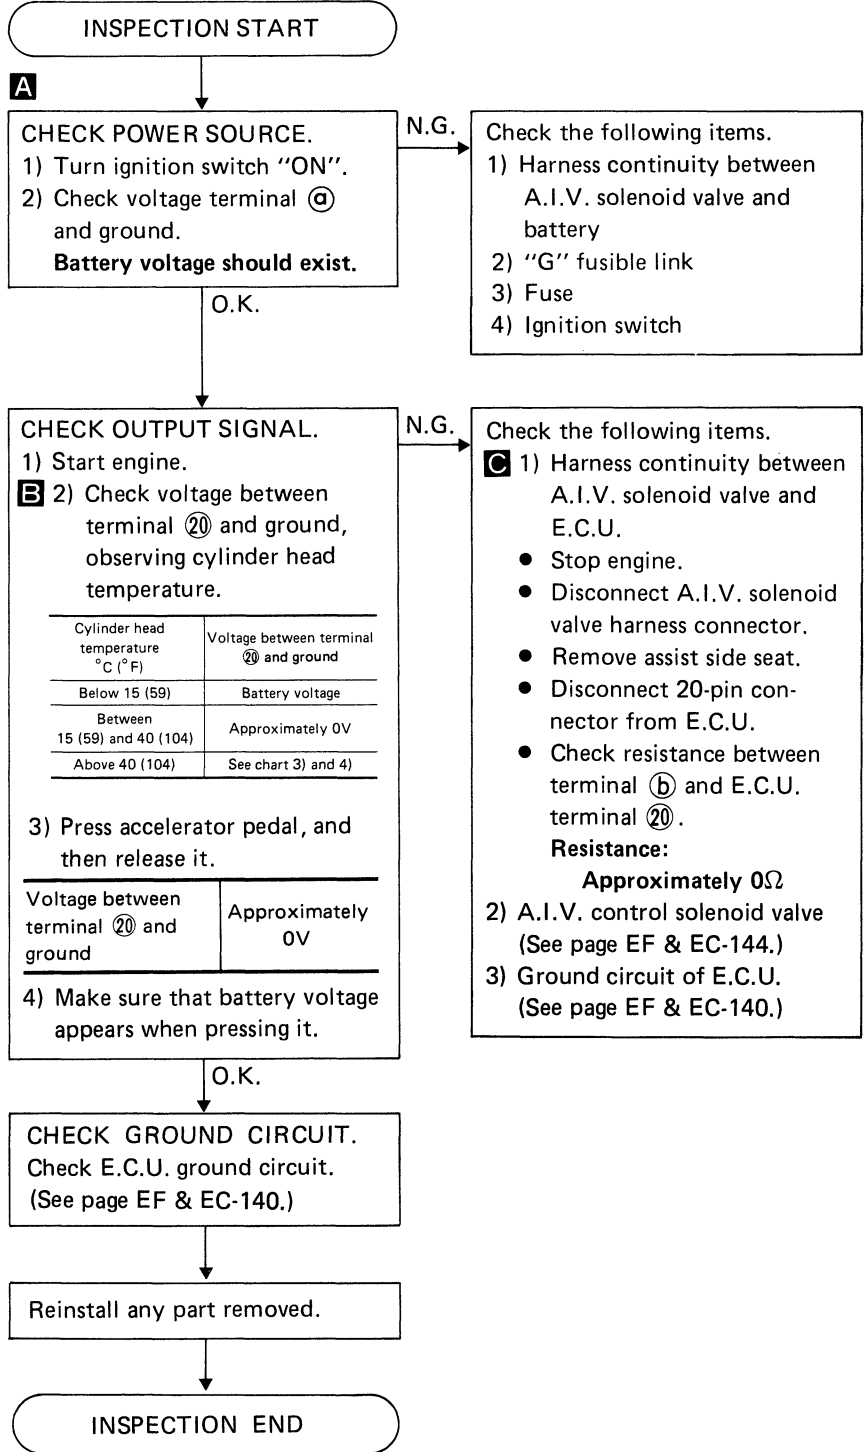 INSPECTION START
A
CHECK POWER SOURCE.
1) Turn ignition switch "ON".
2) Check voltage terminal ⓐ
and ground.
Battery voltage should exist.
N.G.
Check the following items.
1) Harness continuity between
A.I.V. solenoid valve and
battery
2) "G" fusible link
3) Fuse
4) Ignition switch
O.K.
CHECK OUTPUT SIGNAL.
1) Start engine.
B 2) Check voltage between
terminal ⑳ and ground,
observing cylinder head
temperature.
Cylinder head
temperature
°C (°F)
Voltage between terminal
⑳ and ground
Below 15 (59)
Battery voltage
Between
15 (59) and 40 (104)
Approximately 0V
Above 40 (104)
See chart 3) and 4)
3) Press accelerator pedal, and
then release it.
Voltage between
terminal ⑳ and
ground
Approximately
0V
4) Make sure that battery voltage
appears when pressing it.
N.G.
Check the following items.
C 1) Harness continuity between
A.I.V. solenoid valve and
E.C.U.
● Stop engine.
● Disconnect A.I.V. solenoid
valve harness connector.
● Remove assist side seat.
● Disconnect 20-pin con-
nector from E.C.U.
● Check resistance between
terminal ⓑ and E.C.U.
terminal ⑳.
Resistance:
Approximately 0Ω
2) A.I.V. control solenoid valve
(See page EF & EC-144.)
3) Ground circuit of E.C.U.
(See page EF & EC-140.)
O.K.
CHECK GROUND CIRCUIT.
Check E.C.U. ground circuit.
(See page EF & EC-140.)
Reinstall any part removed.
INSPECTION END